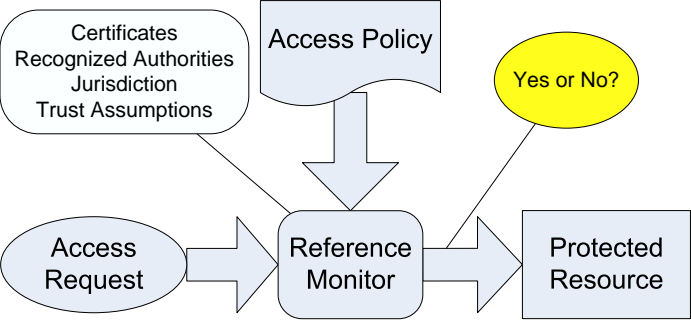 Certificates
Recognized Authorities
Jurisdiction
Trust Assumptions
Access Policy
Yes or No?
Access
Request
Reference
Monitor
Protected
Resource